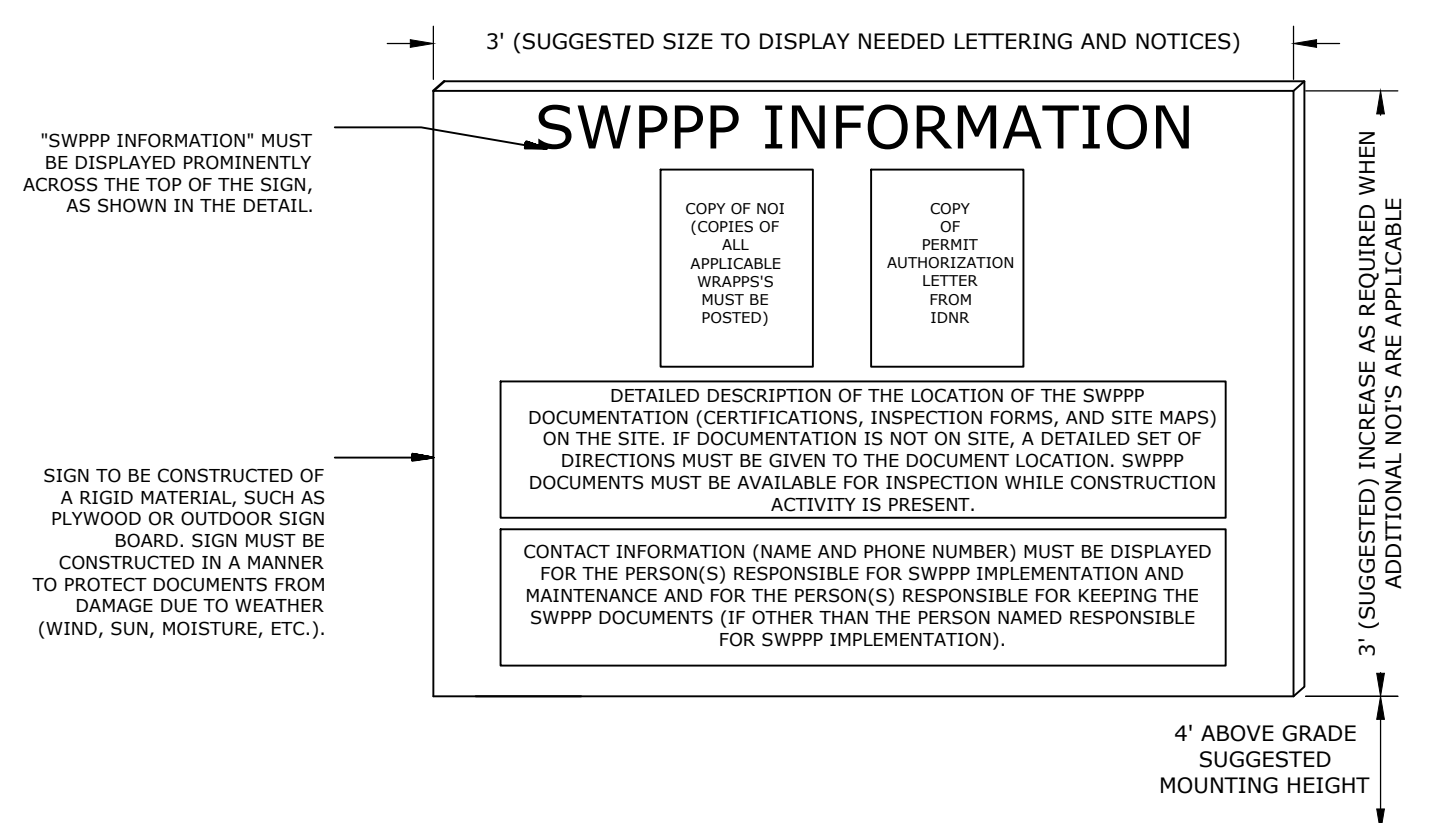 3' (SUGGESTED SIZE TO DISPLAY NEEDED LETTERING AND NOTICES)
SWPPP INFORMATION
"SWPPP INFORMATION" MUST
BE DISPLAYED PROMINENTLY
ACROSS THE TOP OF THE SIGN,
AS SHOWN IN THE DETAIL.
COPY OF NOI
(COPIES OF
ALL
APPLICABLE
WRAPPS'S
MUST BE
POSTED)
COPY
OF
PERMIT
AUTHORIZATION
LETTER
FROM
IDNR
DETAILED DESCRIPTION OF THE LOCATION OF THE SWPPP
DOCUMENTATION (CERTIFICATIONS, INSPECTION FORMS, AND SITE MAPS)
ON THE SITE. IF DOCUMENTATION IS NOT ON SITE, A DETAILED SET OF
DIRECTIONS MUST BE GIVEN TO THE DOCUMENT LOCATION. SWPPP
DOCUMENTS MUST BE AVAILABLE FOR INSPECTION WHILE CONSTRUCTION
ACTIVITY IS PRESENT.
SIGN TO BE CONSTRUCTED OF
A RIGID MATERIAL, SUCH AS
PLYWOOD OR OUTDOOR SIGN
BOARD. SIGN MUST BE
CONSTRUCTED IN A MANNER
TO PROTECT DOCUMENTS FROM
DAMAGE DUE TO WEATHER
(WIND, SUN, MOISTURE, ETC.).
CONTACT INFORMATION (NAME AND PHONE NUMBER) MUST BE DISPLAYED
FOR THE PERSON(S) RESPONSIBLE FOR SWPPP IMPLEMENTATION AND
MAINTENANCE AND FOR THE PERSON(S) RESPONSIBLE FOR KEEPING THE
SWPPP DOCUMENTS (IF OTHER THAN THE PERSON NAMED RESPONSIBLE
FOR SWPPP IMPLEMENTATION).
3' (SUGGESTED) INCREASE AS REQUIRED WHEN
ADDITIONAL NOI'S ARE APPLICABLE
4' ABOVE GRADE
SUGGESTED
MOUNTING HEIGHT